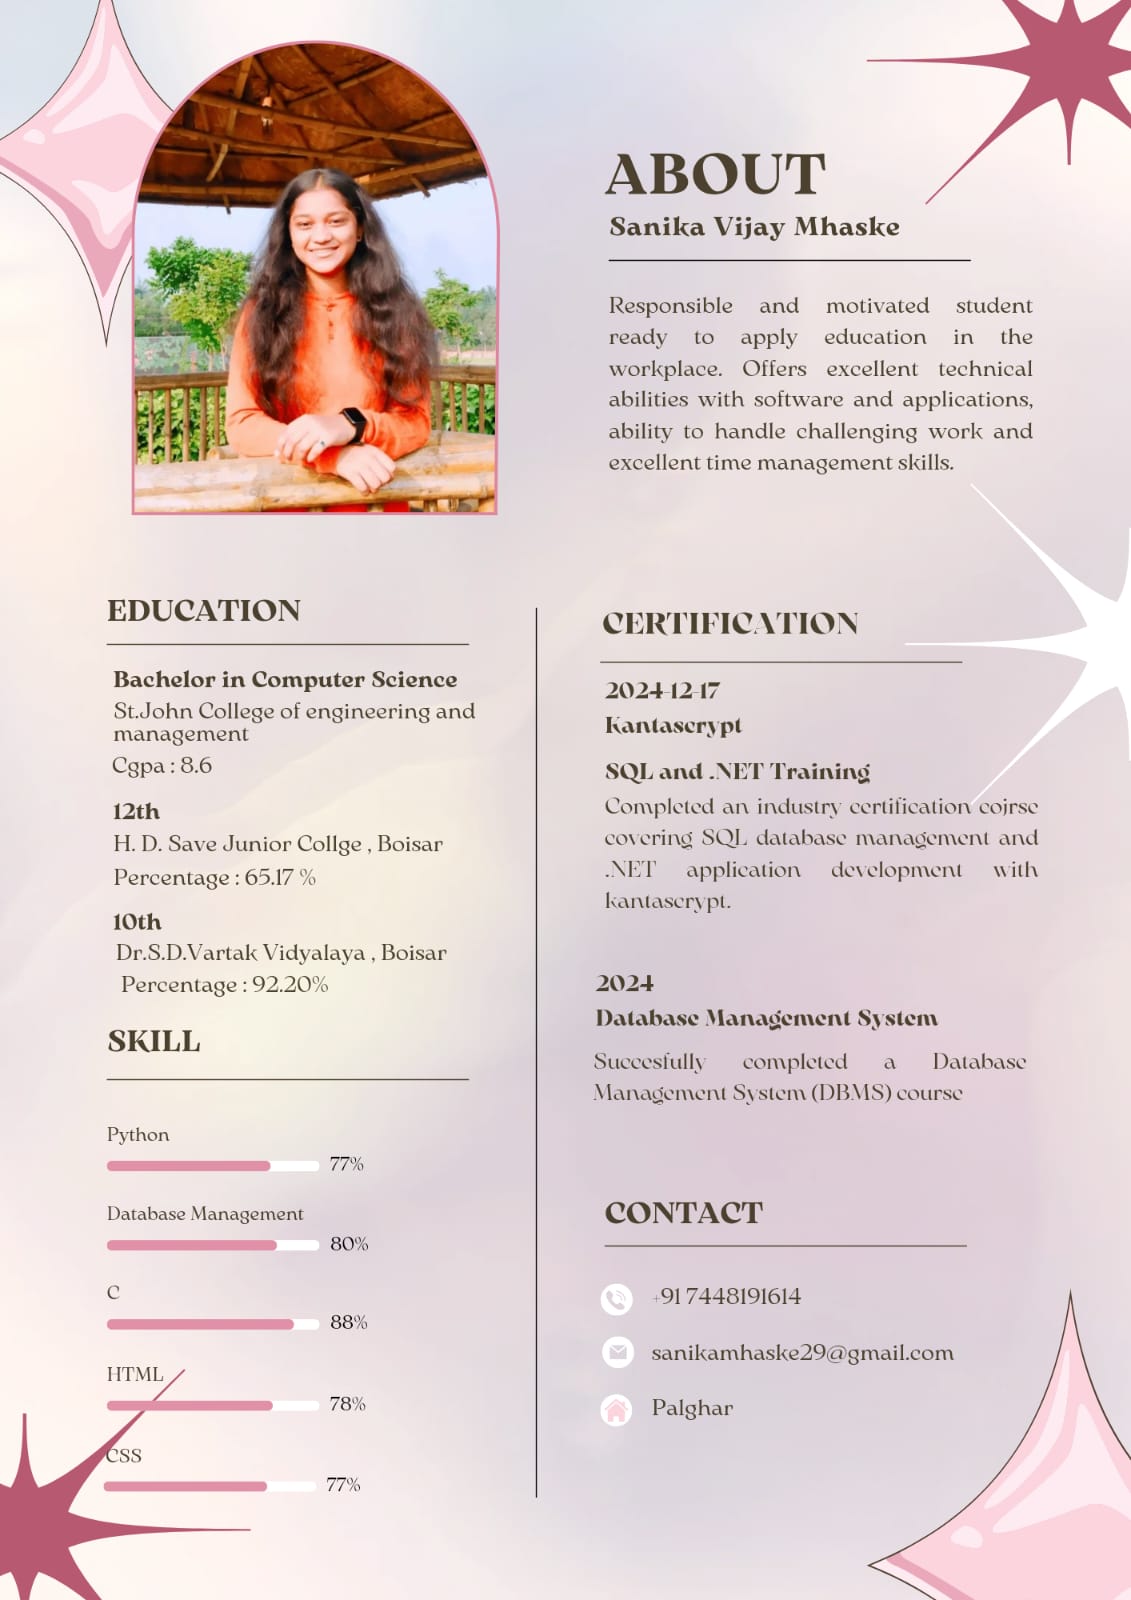 ABOUT
Sanika Vijay Mhaske
Responsible and motivated student
ready to apply education in the
workplace. Offers excellent technical
abilities with software and applications,
ability to handle challenging work and
excellent time management skills.
EDUCATION
Bachelor in Computer Science
St.John College of engineering and
management
Cgpa : 8.6
12th
H. D. Save Junior Collge , Boisar
Percentage : 65.17 %
10th
Dr.S.D.Vartak Vidyalaya , Boisar
Percentage : 92.20%
SKILL
Python
77%
Database Management
80%
C
88%
HTML
78%
CSS
77%
CERTIFICATION
2024-12-17
Kantascrypt
SQL and .NET Training
Completed an industry certification cojrse
covering SQL database management and
.NET application development with
kantascrypt.
2024
Database Management System
Succesfully completed a Database
Management System (DBMS) course
CONTACT
+91 7448191614
sanikamhaske29@gmail.com
Palghar